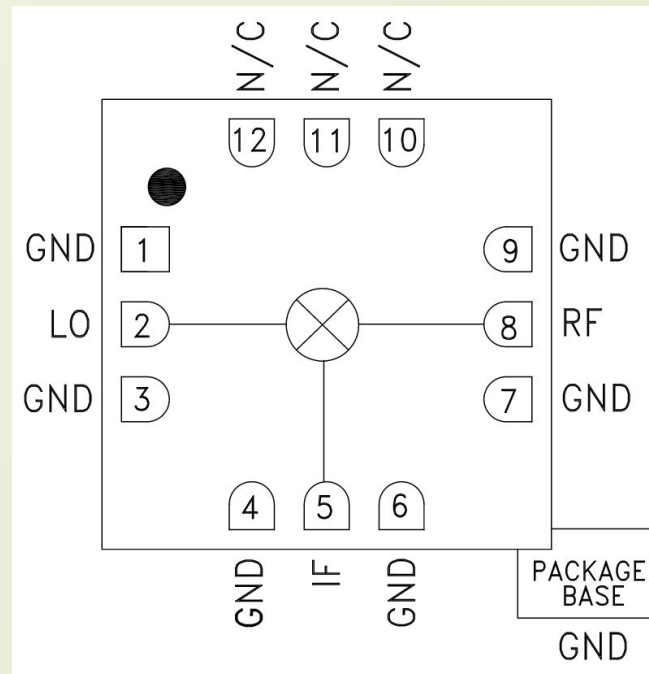 N/C N/C N/C
12 11 10
GND 1 9 GND
LO 2 8 RF
GND 3 7 GND
4 5 6
GND IF GND
PACKAGE
BASE
GND